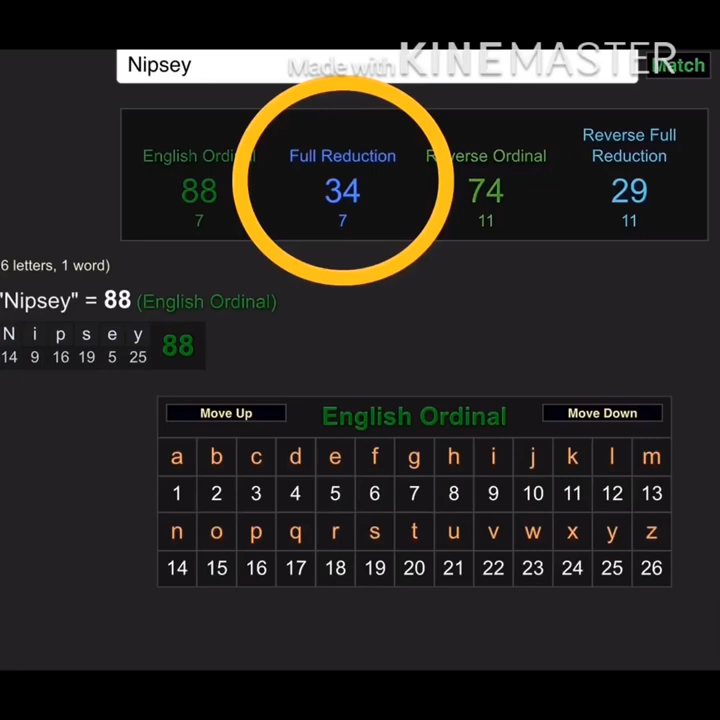 Made with KINEMASTER
Nipsey Match
English Ordinal Full Reduction Reverse Ordinal Reverse Full Reduction
88 34 74 29
7 7 11 11
6 letters, 1 word)
"Nipsey" = 88 (English Ordinal)
N i p s e y 88
14 9 16 19 5 25
Move Up English Ordinal Move Down
a b c d e f g h i j k l m
1 2 3 4 5 6 7 8 9 10 11 12 13
n o p q r s t u v w x y z
14 15 16 17 18 19 20 21 22 23 24 25 26